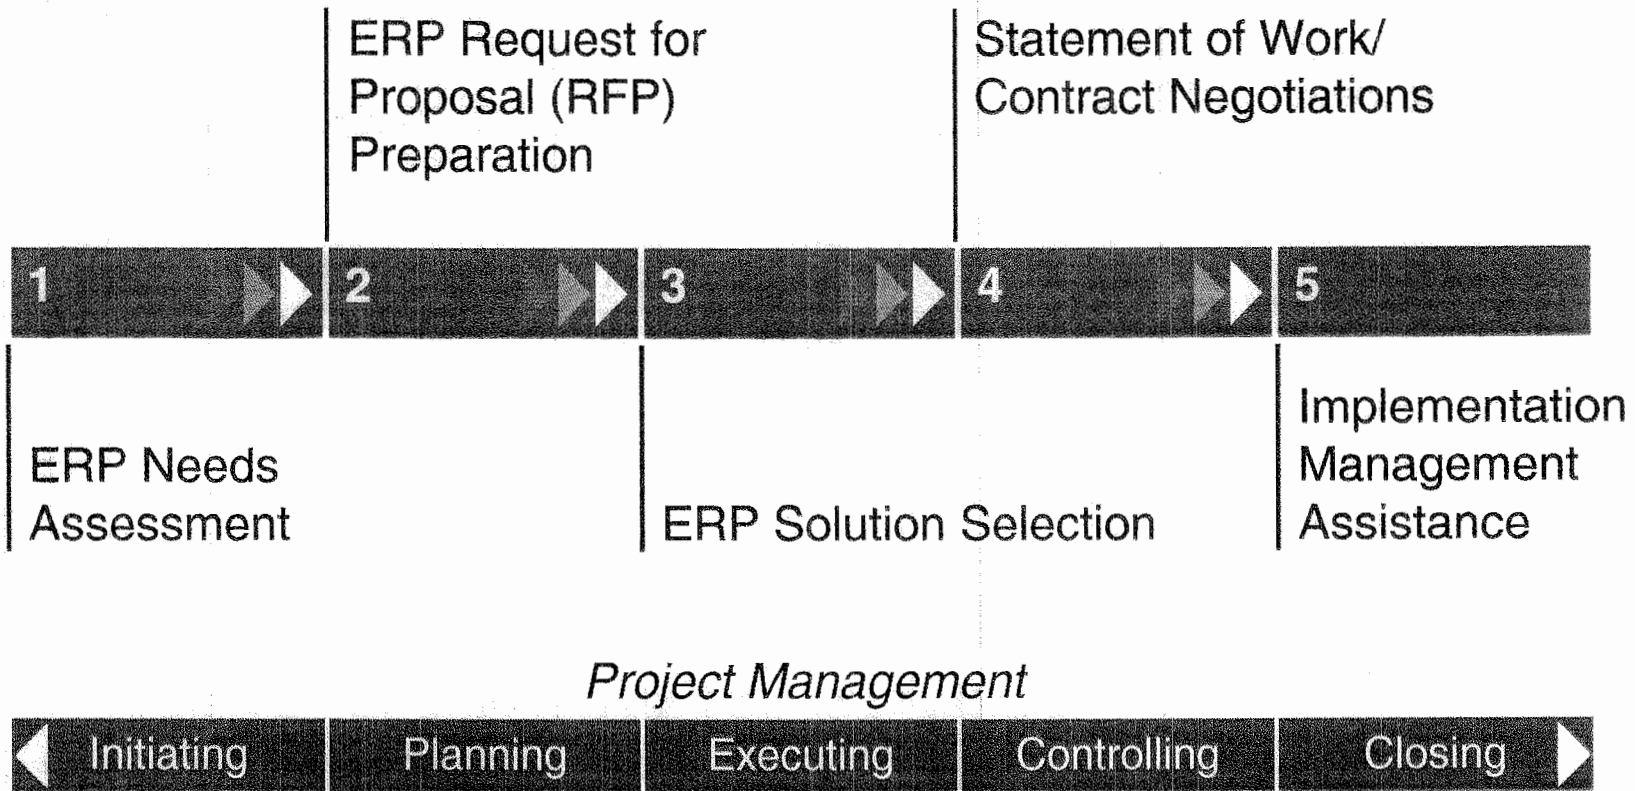 ERP Request for
Proposal (RFP)
Preparation
Statement of Work/
Contract Negotiations
1
2
3
4
5
ERP Needs
Assessment
ERP Solution Selection
Implementation
Management
Assistance
Project Management
Initiating
Planning
Executing
Controlling
Closing